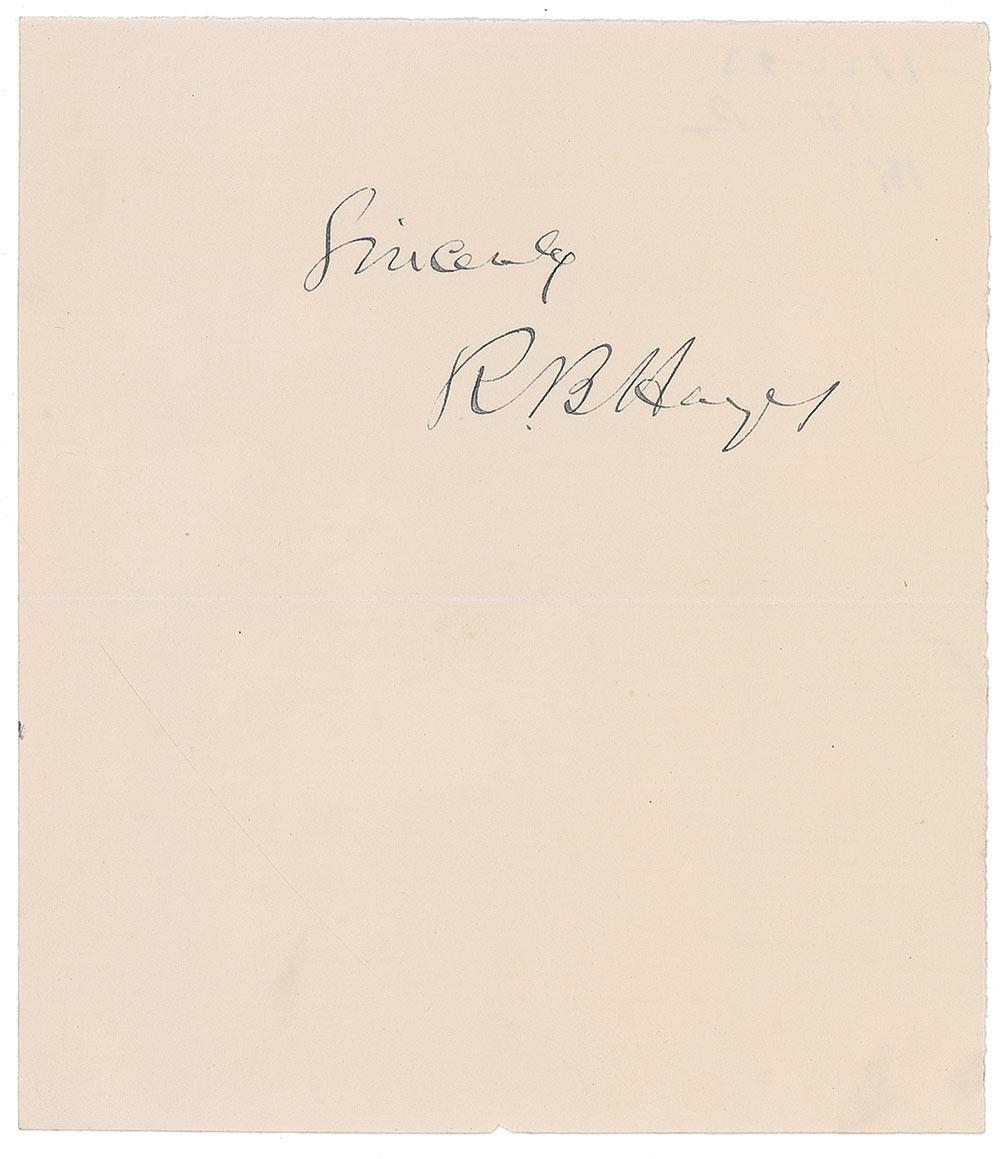 Sincerely
R. B Hayes